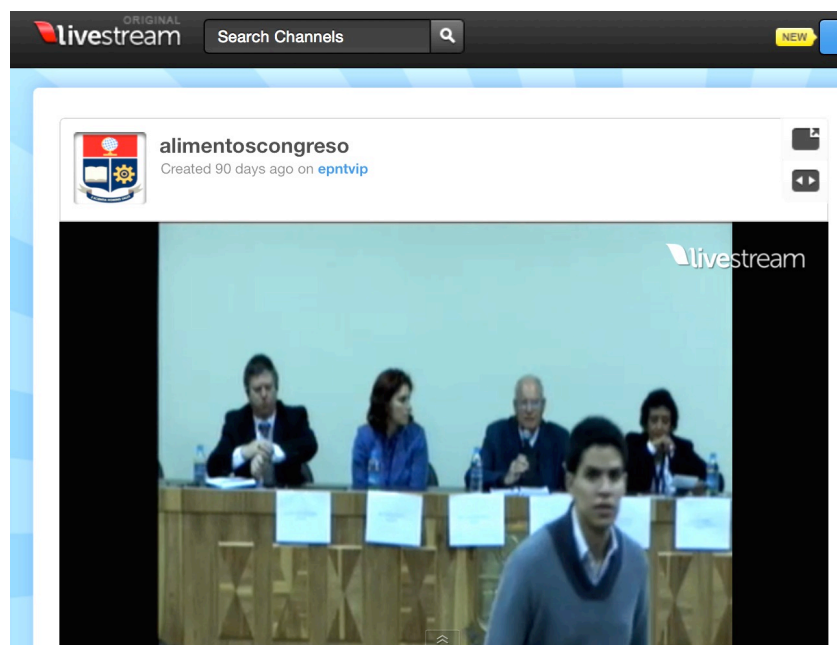 ORIGINAL
livestream
Search Channels
NEW
alimentoscongreso
Created 90 days ago on epntvip
livestream